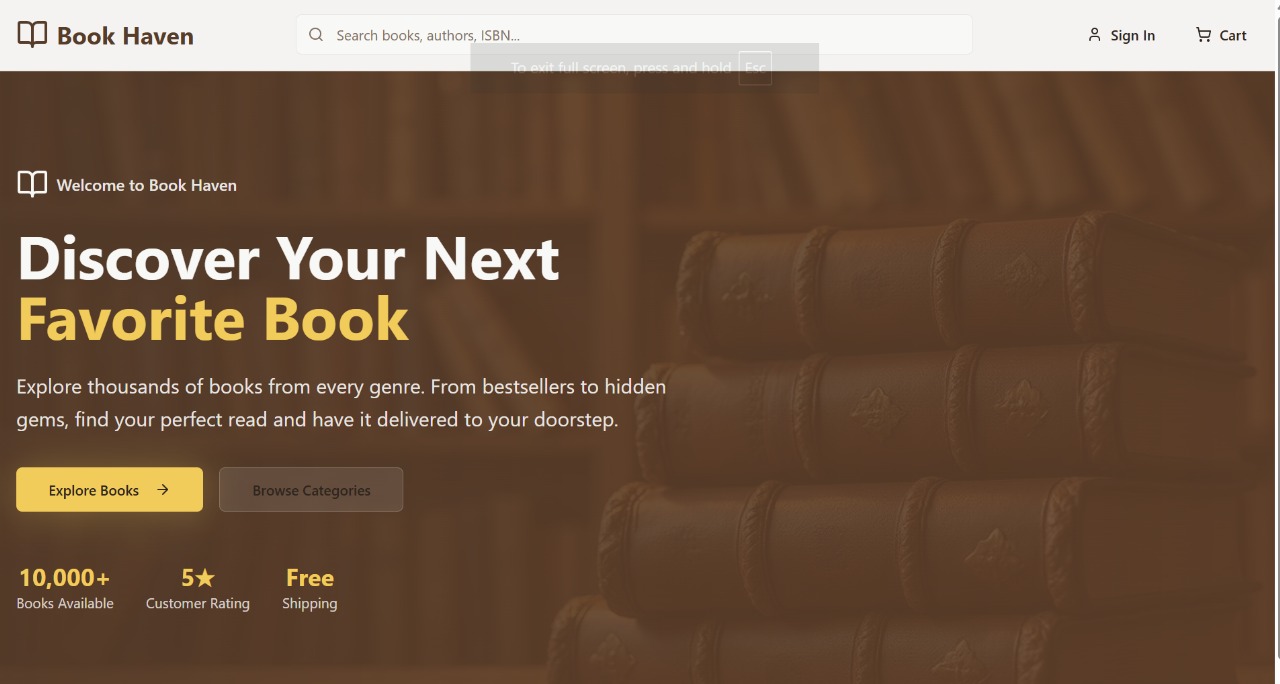 Book Haven
Search books, authors, ISBN...
Sign In
Cart
To exit full screen, press and hold Esc
Welcome to Book Haven
Discover Your Next
Favorite Book
Explore thousands of books from every genre. From bestsellers to hidden
gems, find your perfect read and have it delivered to your doorstep.
Explore Books
Browse Categories
10,000+
Books Available
5★
Customer Rating
Free
Shipping